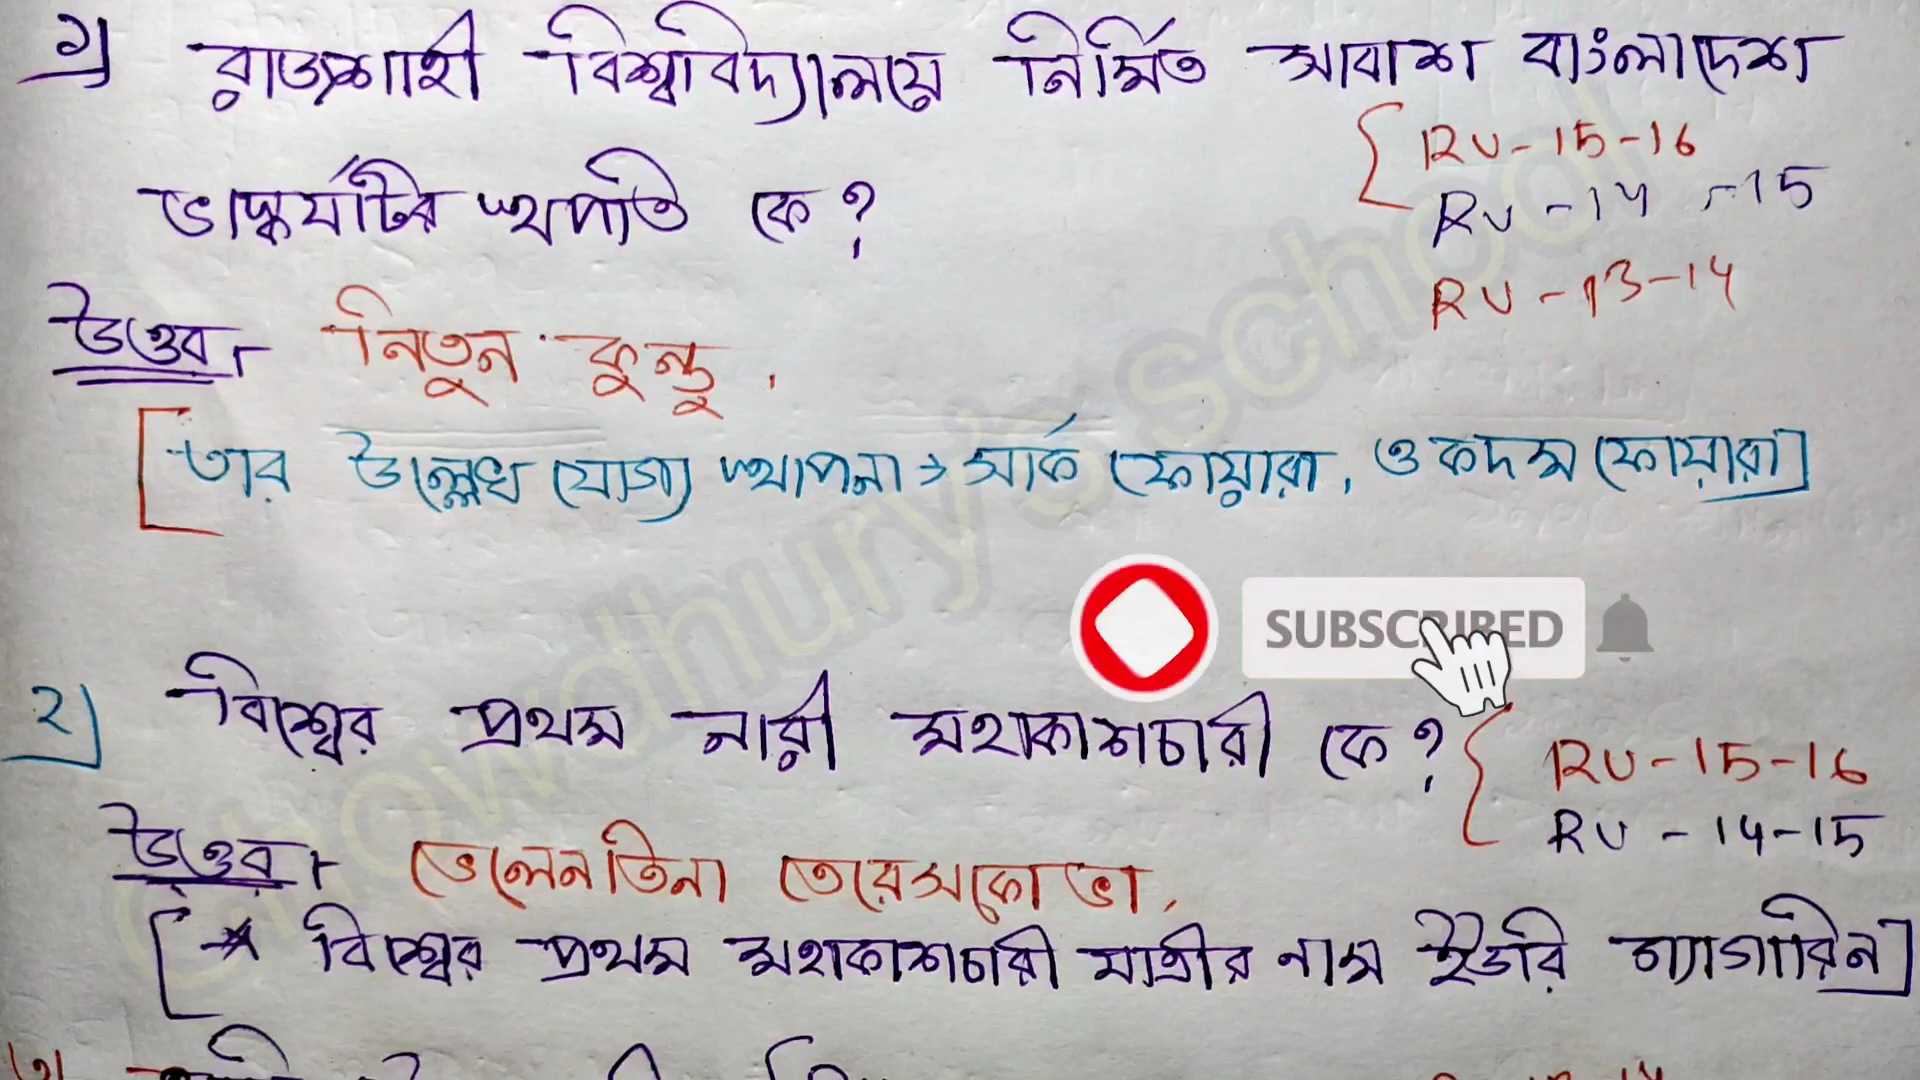 ১) রাজশাহী বিশ্ববিদ্যালয়ে নির্মিত সাবাশ বাংলাদেশ
ভাস্কর্যটির স্থপতি কে?
{ RU - 15-16
RU - 14 - 15
RU - 13-14
উত্তর:- নিতুন কুন্ডু.
[তার উল্লেখ যোগ্য স্থাপনা → সার্ক ফোয়ারা, ও কদম ফোয়ারা]
Chowdhury's school
SUBSCRIBED
২) বিশ্বের প্রথম নারী মহাকাশচারী কে? { RU - 15 - 16
RU - 14-15
উত্তর:- ভেলেনতিনা তেরেসকোভা.
[* বিশ্বের প্রথম মহাকাশচারী যাত্রীর নাম ইউরি গ্যাগারিন]